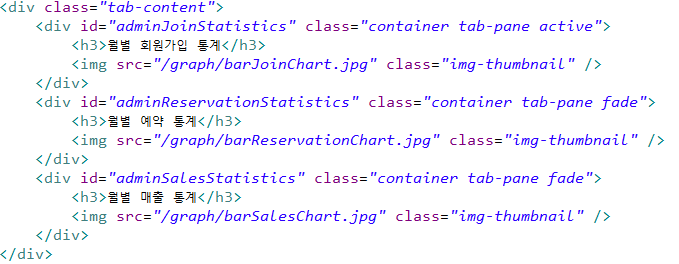 <div class="tab-content">
<div id="adminJoinStatistics" class="container tab-pane active">
<h3>월별 회원가입 통계</h3>
<img src="/graph/barJoinChart.jpg" class="img-thumbnail" />
</div>
<div id="adminReservationStatistics" class="container tab-pane fade">
<h3>월별 예약 통계</h3>
<img src="/graph/barReservationChart.jpg" class="img-thumbnail" />
</div>
<div id="adminSalesStatistics" class="container tab-pane fade">
<h3>월별 매출 통계</h3>
<img src="/graph/barSalesChart.jpg" class="img-thumbnail" />
</div>
</div>